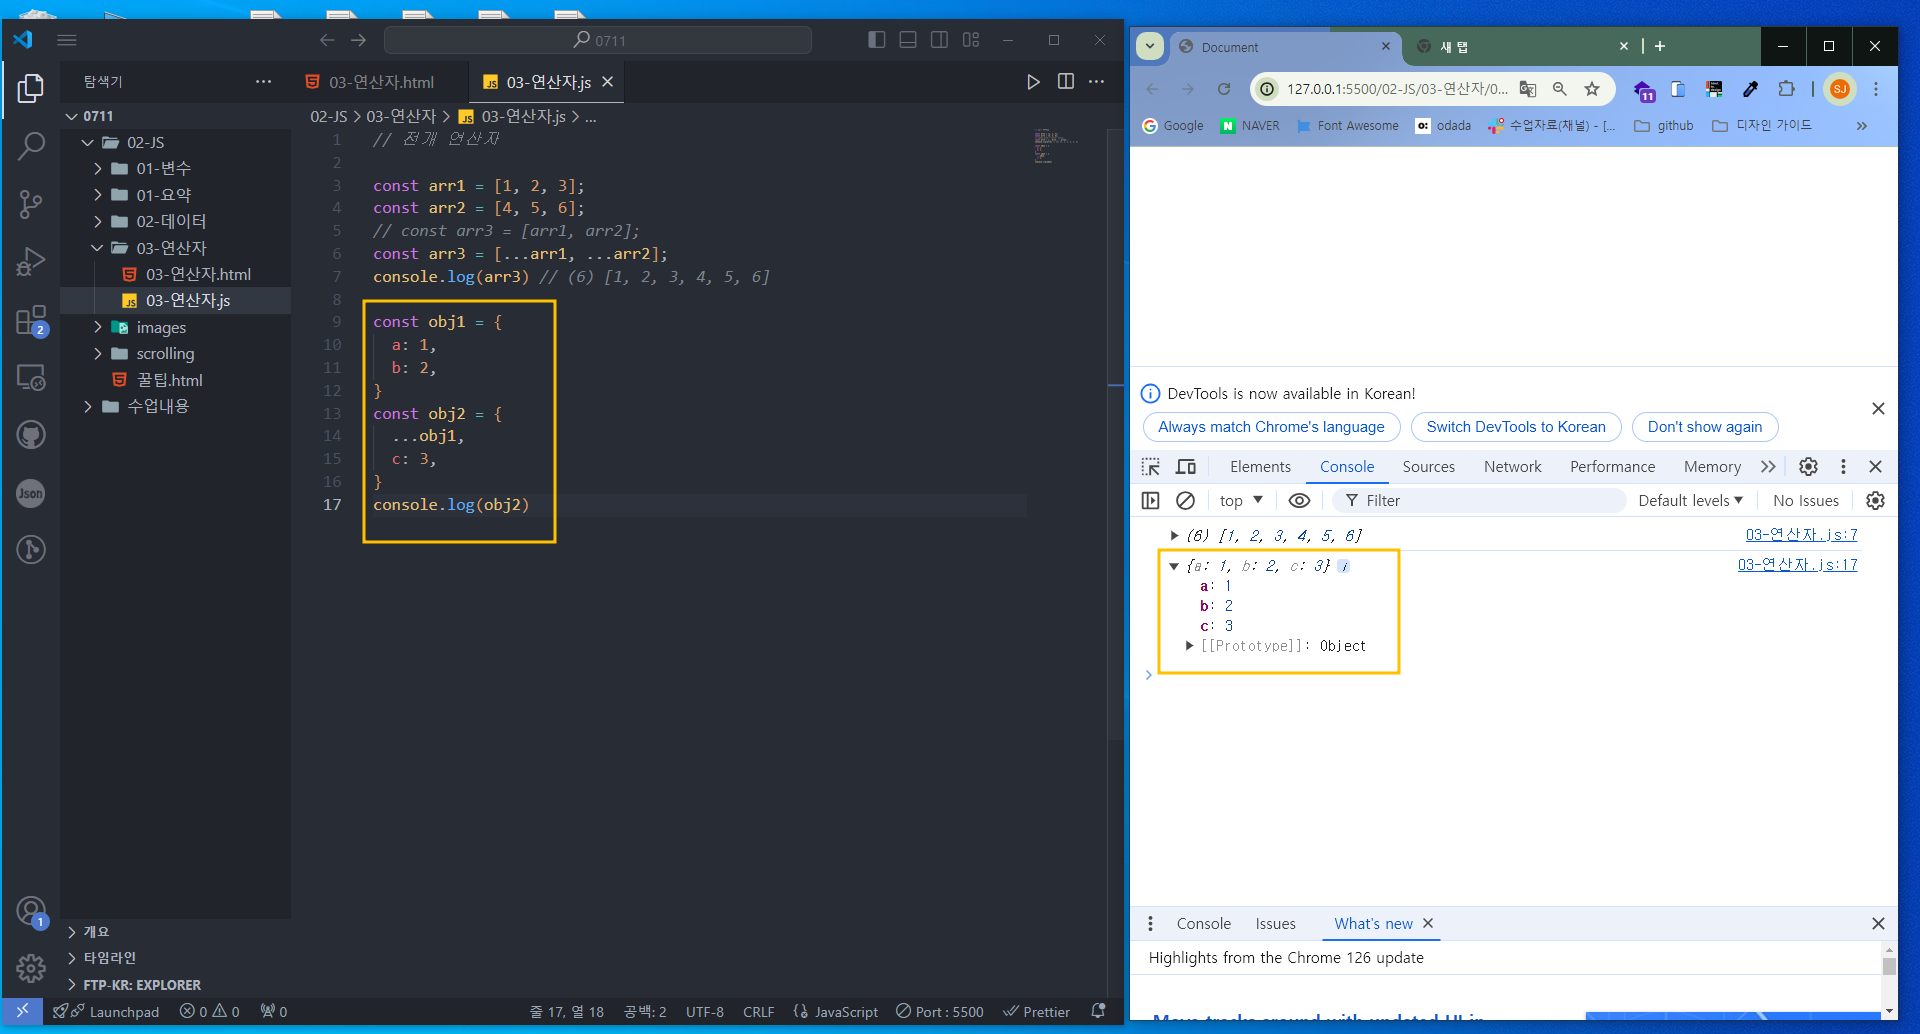 0711
탐색기
03-연산자.html
03-연산자.js
0711
02-JS > 03-연산자 > 03-연산자.js > ...
02-JS
01-변수
01-요약
02-데이터
03-연산자
03-연산자.html
03-연산자.js
images
scrolling
꿀팁.html
수업내용
1 // 전개 연산자
2
3 const arr1 = [1, 2, 3];
4 const arr2 = [4, 5, 6];
5 // const arr3 = [arr1, arr2];
6 const arr3 = [...arr1, ...arr2];
7 console.log(arr3) // (6) [1, 2, 3, 4, 5, 6]
8
9 const obj1 = {
10 a: 1,
11 b: 2,
12 }
13 const obj2 = {
14 ...obj1,
15 c: 3,
16 }
17 console.log(obj2)
2
Json
1
개요
타임라인
FTP-KR: EXPLORER
Launchpad 0 0 0 줄 17, 열 18 공백: 2 UTF-8 CRLF JavaScript Port : 5500 Prettier
Document
새 탭
127.0.0.1:5500/02-JS/03-연산자/0...
11
SJ
Google NAVER Font Awesome odada 수업자료(채널) - [... github 디자인 가이드
DevTools is now available in Korean!
Always match Chrome's language
Switch DevTools to Korean
Don't show again
Elements Console Sources Network Performance Memory
top Filter Default levels No Issues
(6) [1, 2, 3, 4, 5, 6] 03-연산자.js:7
{a: 1, b: 2, c: 3} i 03-연산자.js:17
a: 1
b: 2
c: 3
[[Prototype]]: Object
Console Issues What's new
Highlights from the Chrome 126 update